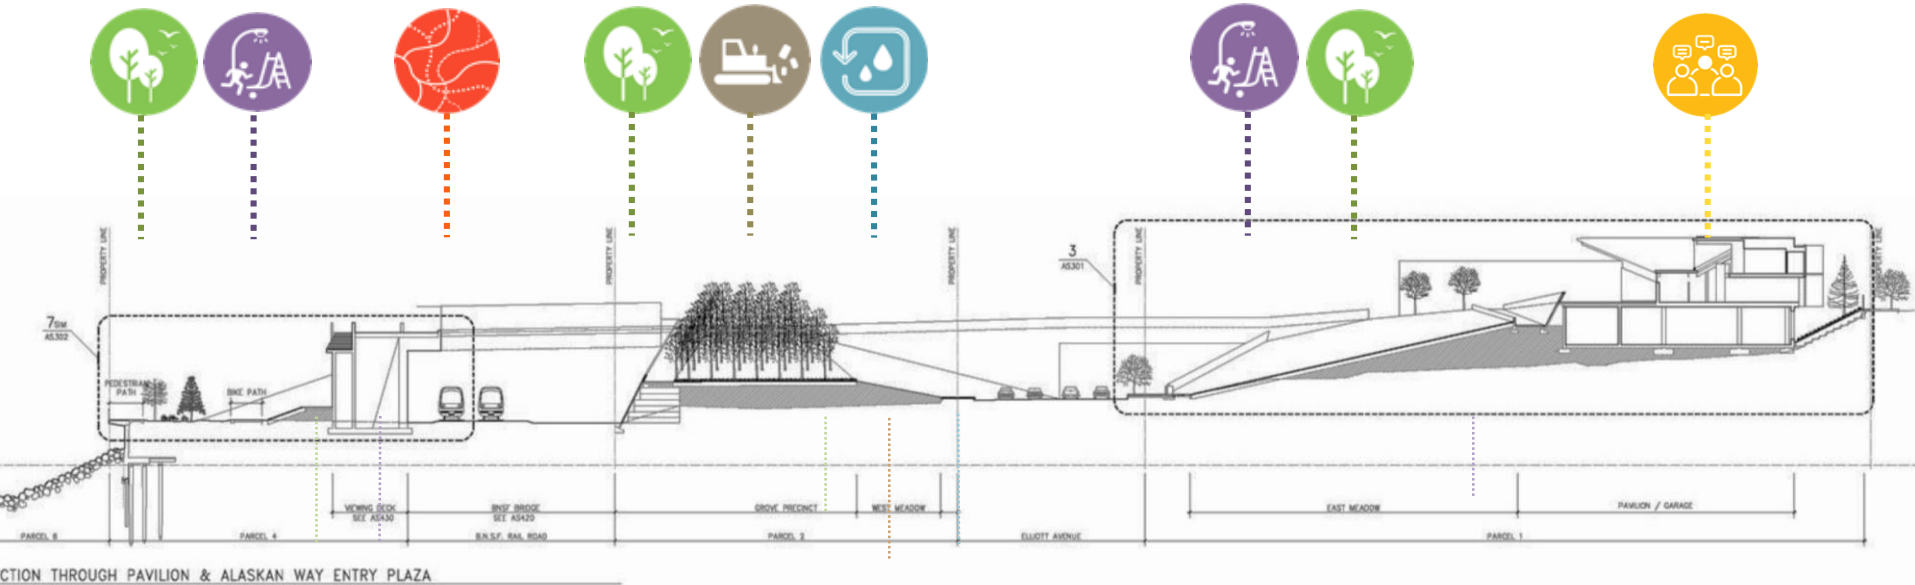 PROPERTY LINE
PROPERTY LINE
PROPERTY LINE
PROPERTY LINE
PROPERTY LINE
3
AS301
7 SIM
AS302
PEDESTRIAN
PATH
BIKE PATH
VIEWING DECK
SEE AS430
BNSF BRIDGE
SEE AS420
GROVE PRECINCT
WEST MEADOW
EAST MEADOW
PAVILION / GARAGE
PARCEL 6
PARCEL 4
B.N.S.F. RAIL ROAD
PARCEL 2
ELLIOTT AVENUE
PARCEL 1
CTION THROUGH PAVILION & ALASKAN WAY ENTRY PLAZA